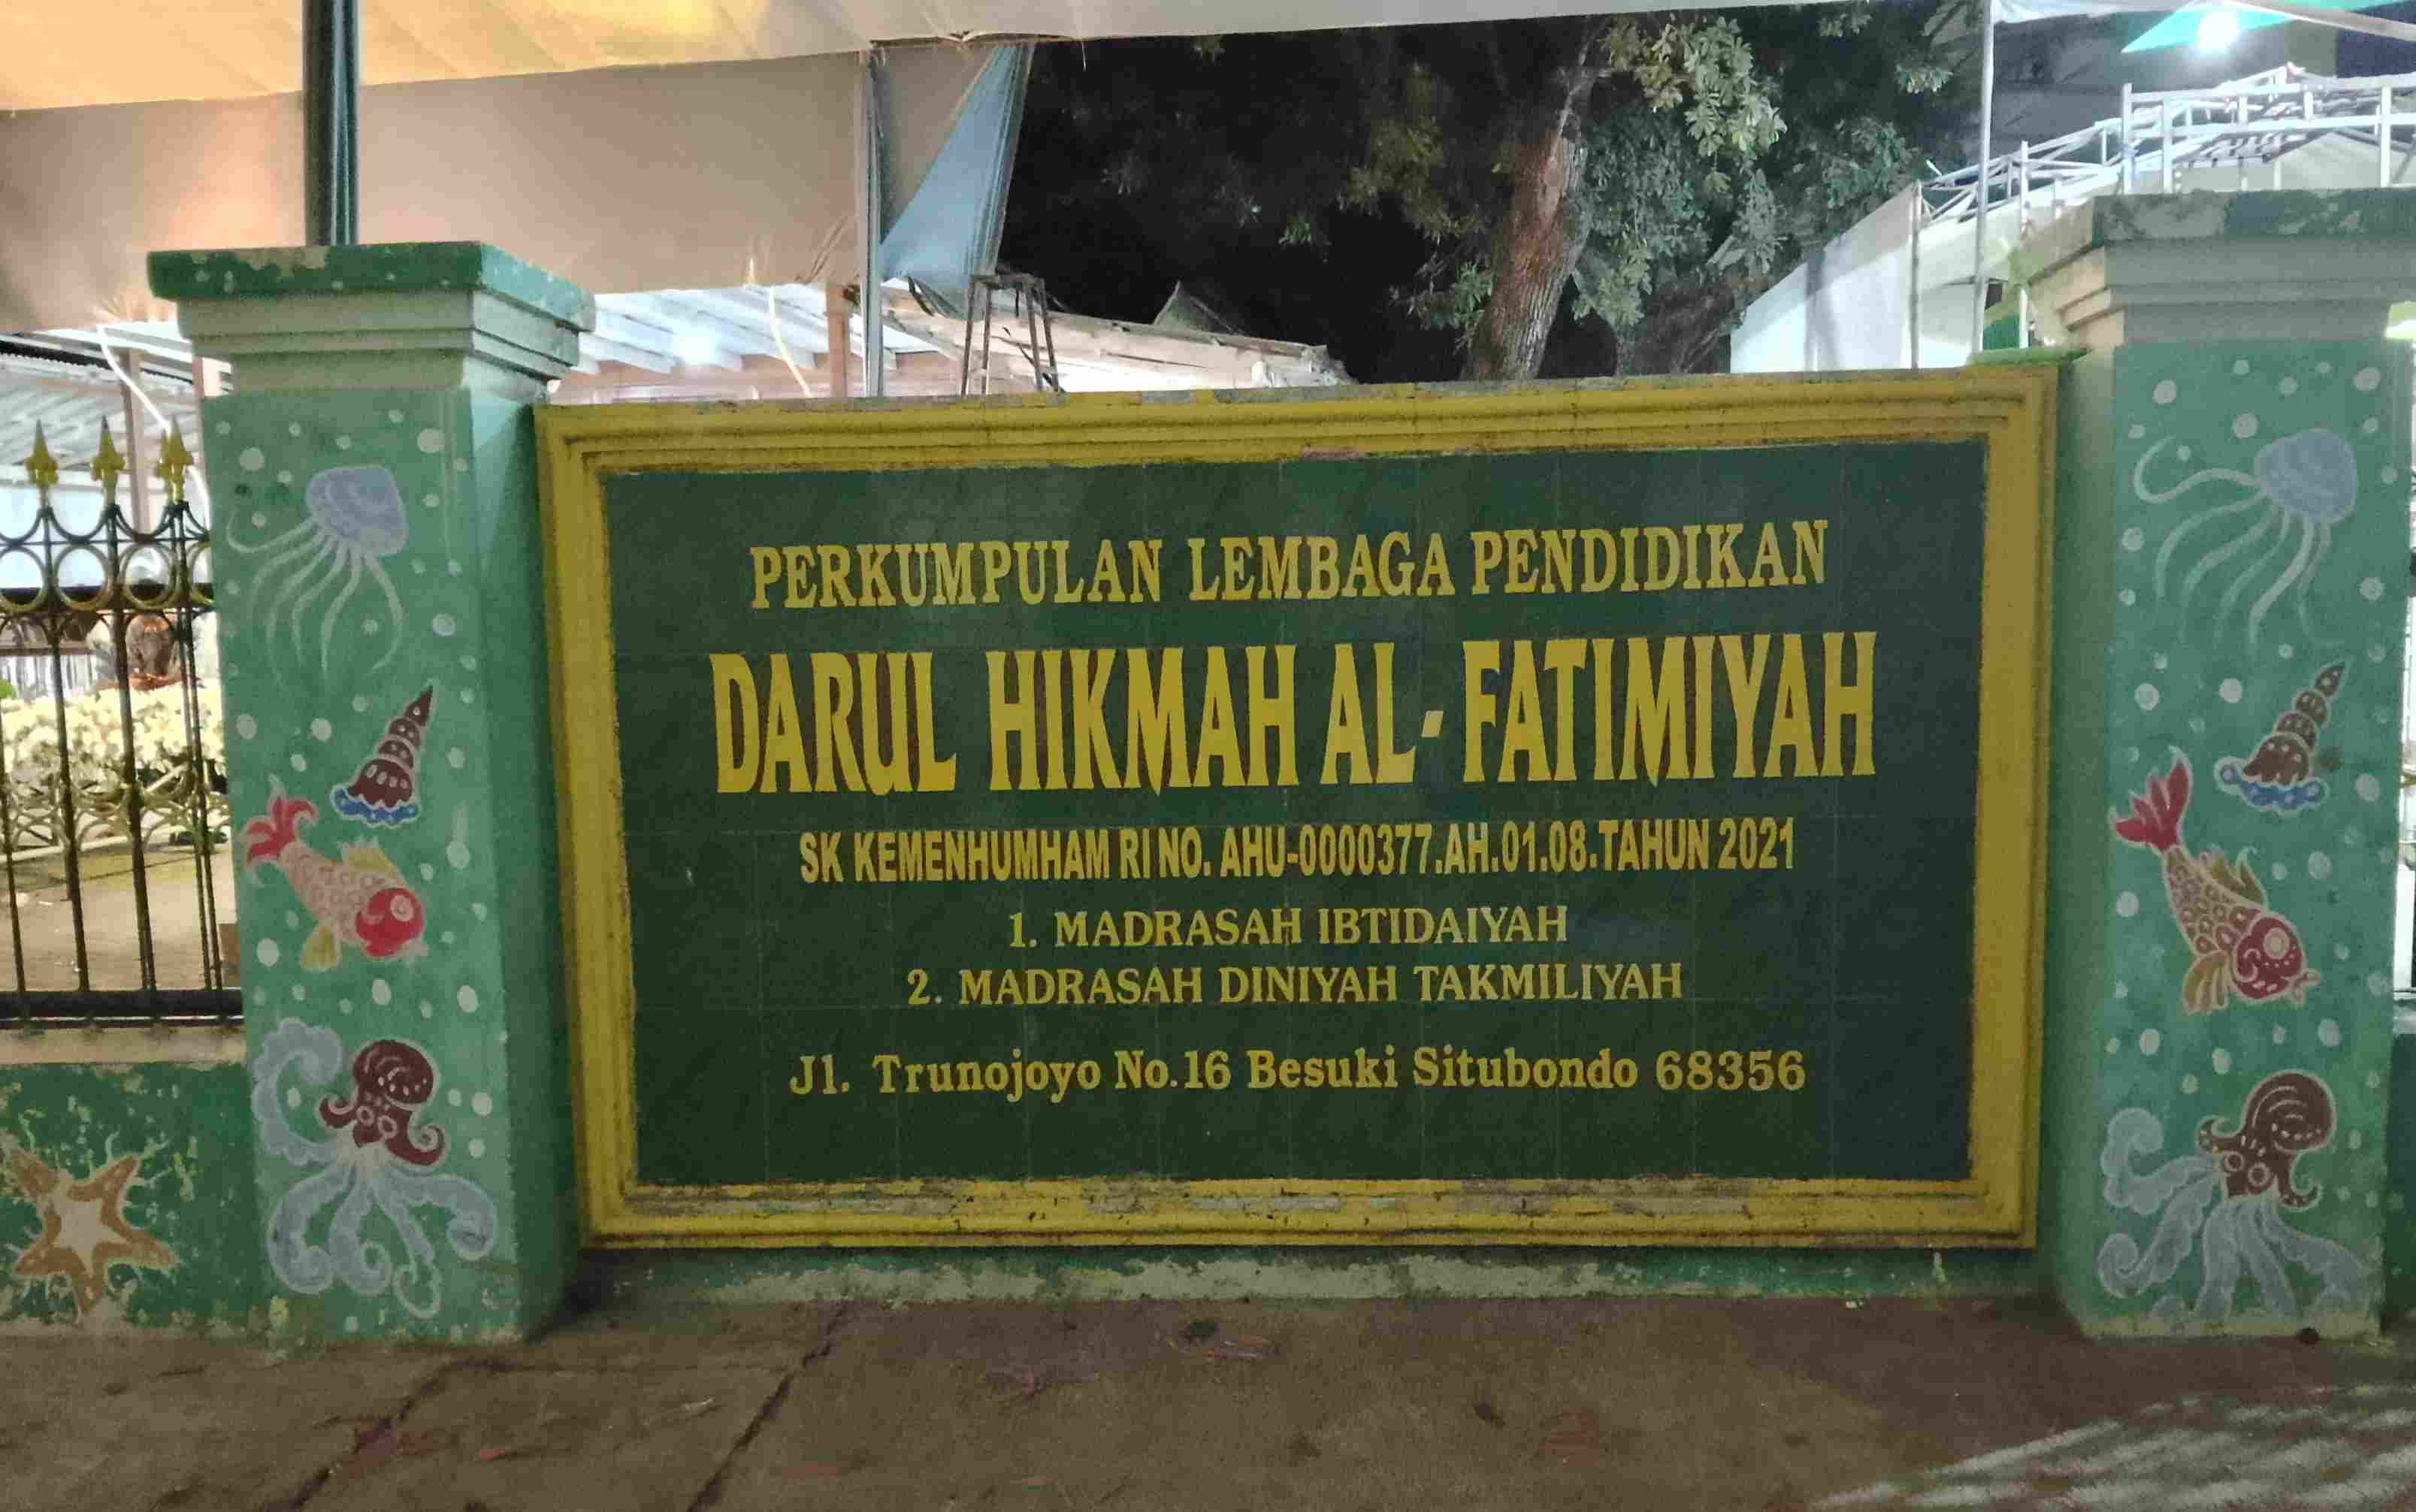 PERKUMPULAN LEMBAGA PENDIDIKAN
DARUL HIKMAH AL-FATIMIYAH
SK KEMENHUMHAM RI NO. AHU-0000377.AH.01.08.TAHUN 2021
1. MADRASAH IBTIDAIYAH
2. MADRASAH DINIYAH TAKMILIYAH
Jl. Trunojoyo No.16 Besuki Situbondo 68356